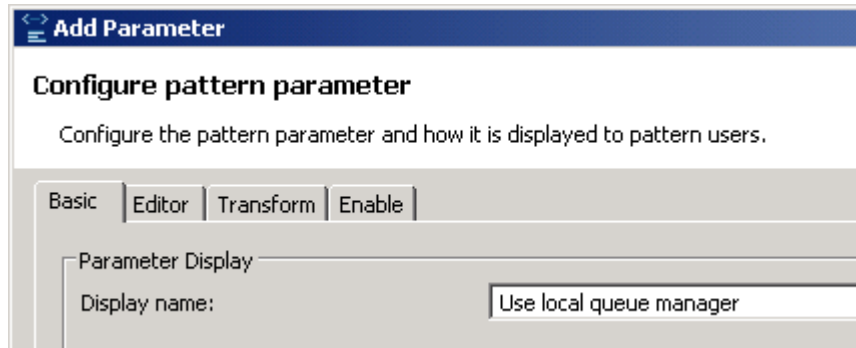 Add Parameter
Configure pattern parameter
Configure the pattern parameter and how it is displayed to pattern users.
Basic Editor Transform Enable
Parameter Display
Display name: Use local queue manager